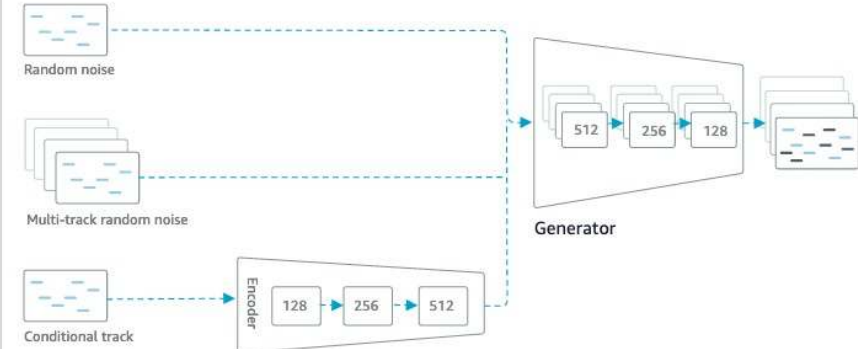 Random noise
512
256
128
Multi-track random noise
Generator
Encoder
128
256
512
Conditional track